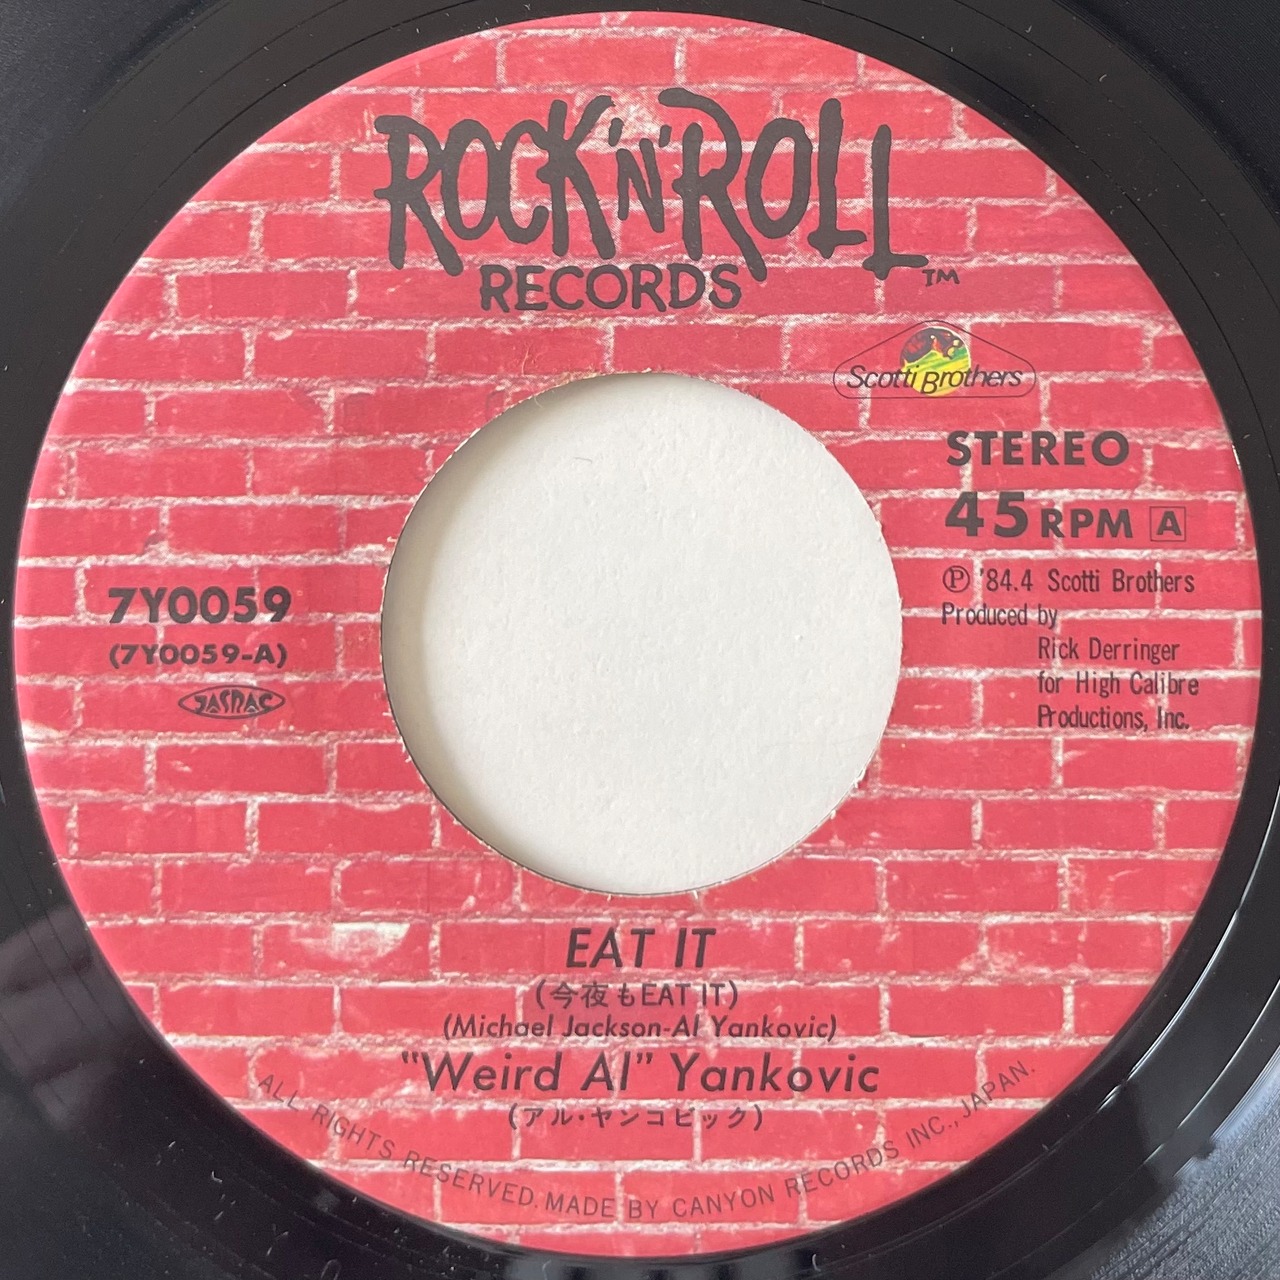 ROCK'N'ROLL
RECORDS™
Scotti Brothers
STEREO
45 RPM A
Ⓟ '84.4 Scotti Brothers
Produced by
Rick Derringer
for High Calibre
Productions, Inc.
7Y0059
(7Y0059-A)
JASRAC
EAT IT
(今夜もEAT IT)
(Michael Jackson-Al Yankovic)
"Weird Al" Yankovic
(アル・ヤンコビック)
ALL RIGHTS RESERVED. MADE BY CANYON RECORDS INC., JAPAN.